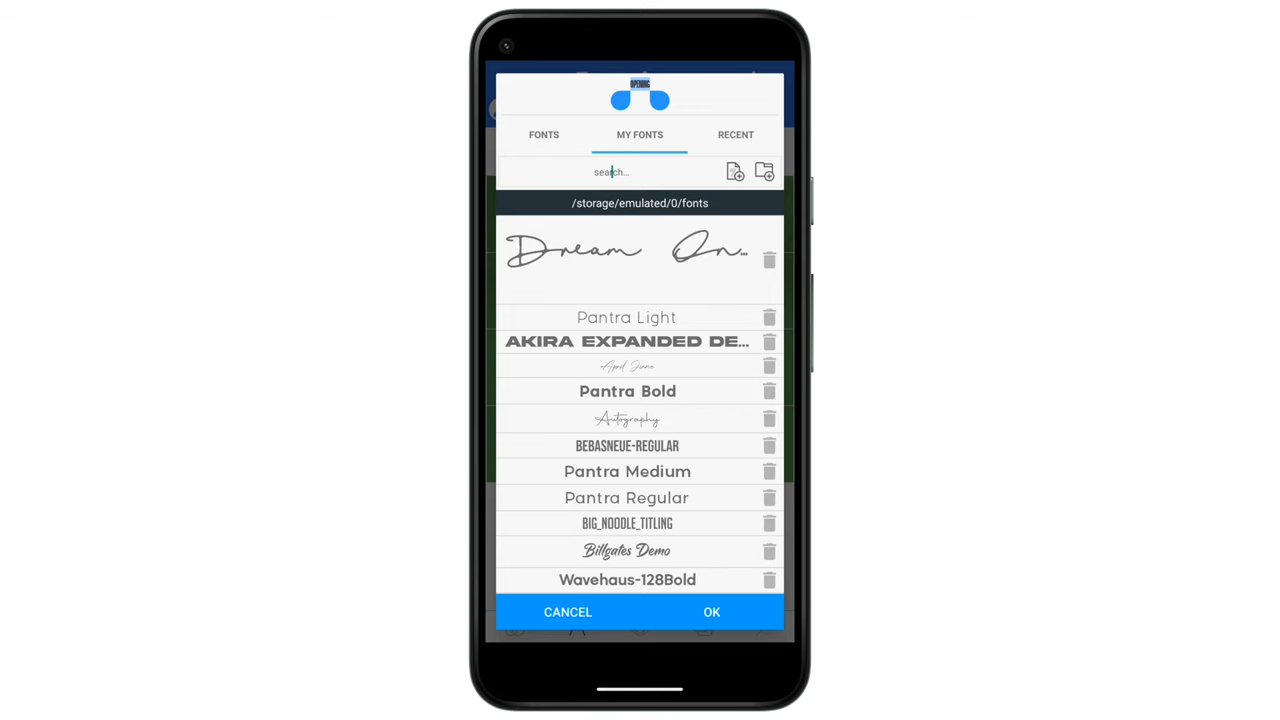 OPENING
FONTS MY FONTS RECENT
search...
/storage/emulated/0/fonts
Dream On...
Pantra Light
AKIRA EXPANDED DE...
April June
Pantra Bold
Autography
BEBASNEUE-REGULAR
Pantra Medium
Pantra Regular
BIG_NOODLE_TITLING
Billgates Demo
Wavehaus-128Bold
CANCEL OK